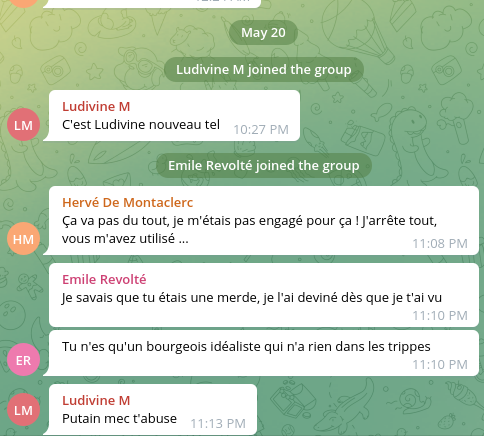 May 20
Ludivine M joined the group
Ludivine M
C'est Ludivine nouveau tel 10:27 PM
LM
Emile Revolté joined the group
Hervé De Montaclerc
Ça va pas du tout, je m'étais pas engagé pour ça ! J'arrête tout,
vous m'avez utilisé ... 11:08 PM
HM
Emile Revolté
Je savais que tu étais une merde, je l'ai deviné dès que je t'ai vu
11:10 PM
Tu n'es qu'un bourgeois idéaliste qui n'a rien dans les trippes
ER 11:10 PM
Ludivine M
LM
Putain mec t'abuse 11:13 PM